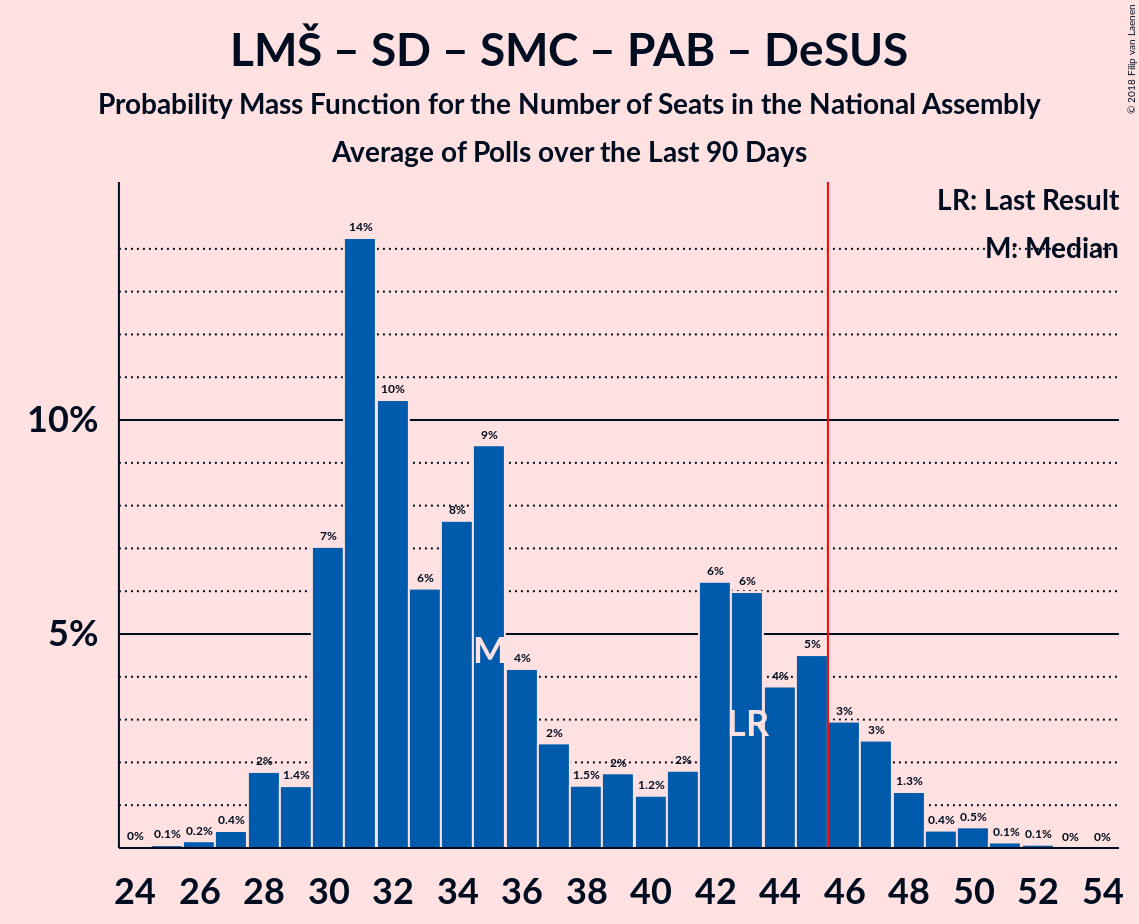 LMŠ – SD – SMC – PAB – DeSUS
Probability Mass Function for the Number of Seats in the National Assembly
Average of Polls over the Last 90 Days
© 2018 Filip van Laenen
LR: Last Result
M: Median
10%
5%
0% 0.1% 0.2% 0.4% 2% 1.4% 7% 14% 10% 6% 8% 9% 4% 2% 1.5% 2% 1.2% 2% 6% 6% 4% 5% 3% 3% 1.3% 0.4% 0.5% 0.1% 0.1% 0% 0%
M
LR
24 26 28 30 32 34 36 38 40 42 44 46 48 50 52 54